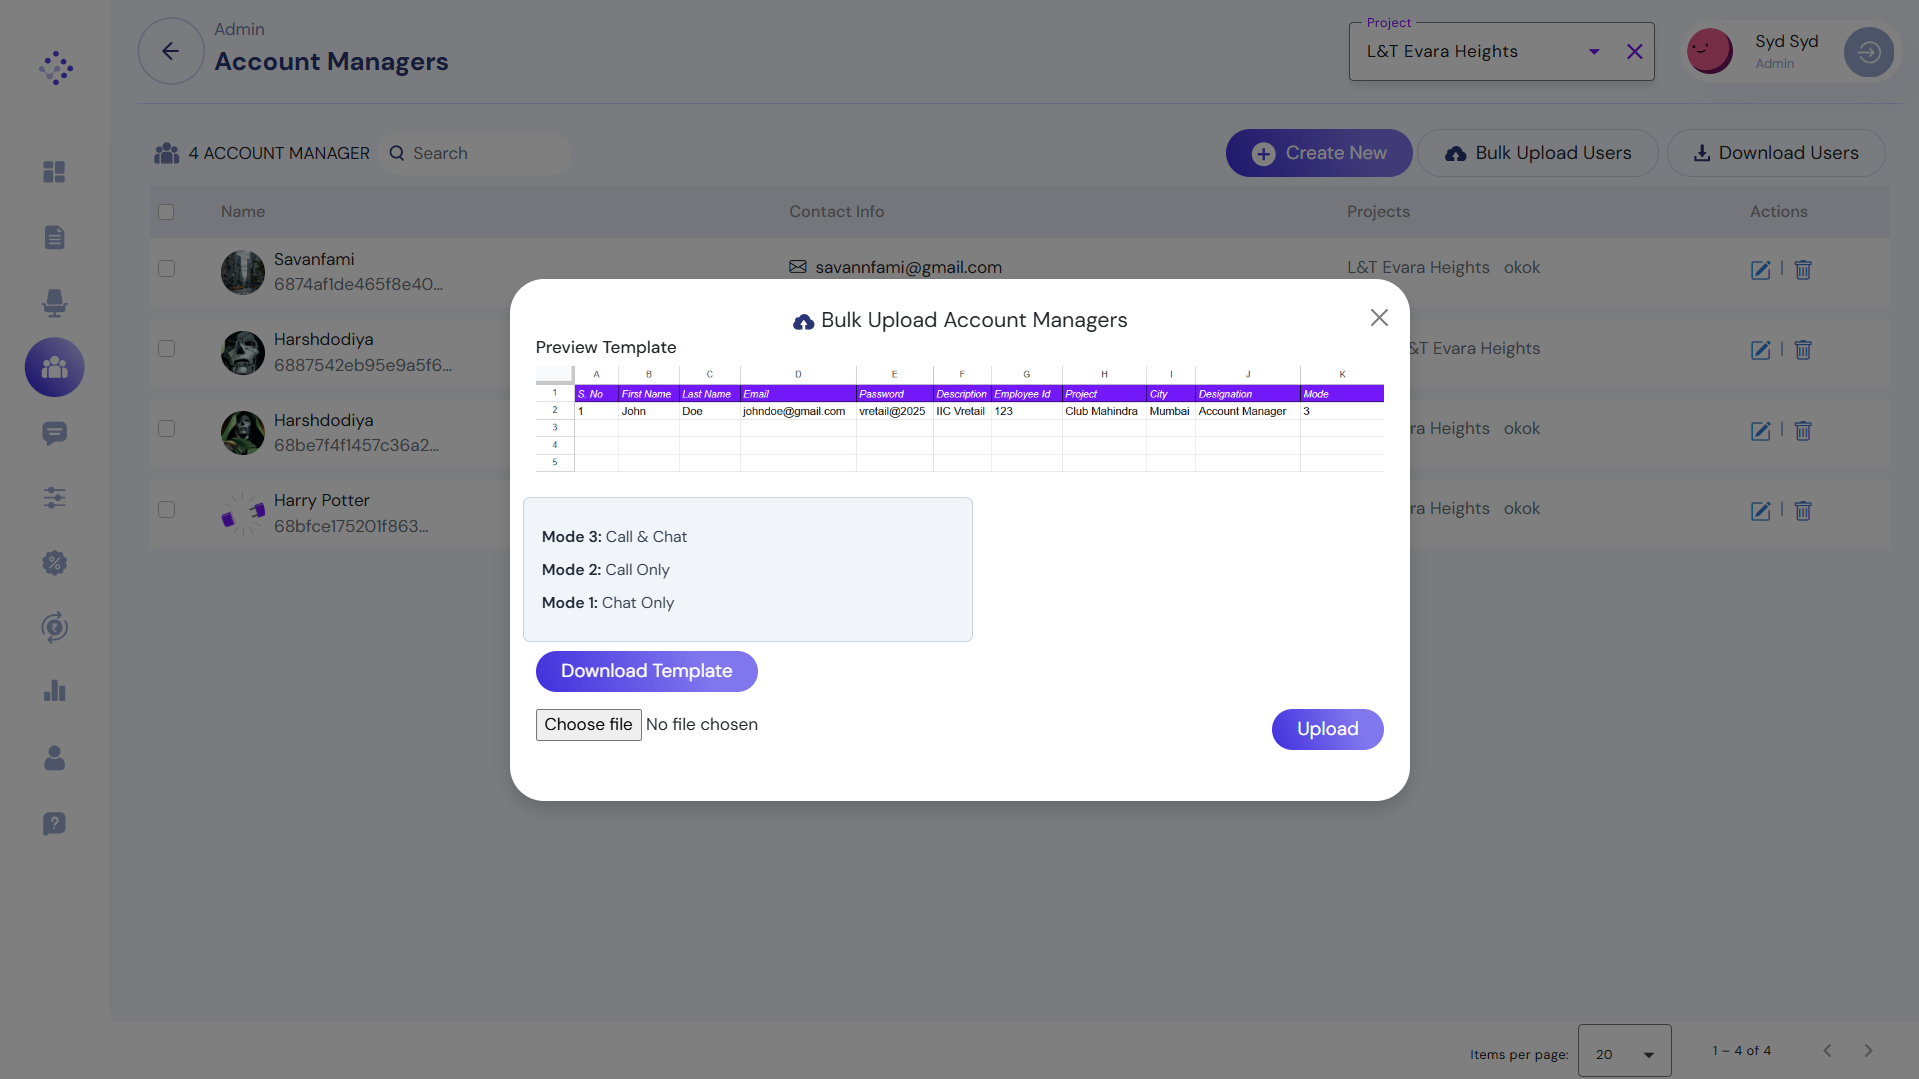 Admin
Account Managers
Project
L&T Evara Heights
Syd Syd
Admin
4 ACCOUNT MANAGER
Search
Create New
Bulk Upload Users
Download Users
Name Contact Info Projects Actions
Savanfami
6874af1de465f8e40...
savannfami@gmail.com
L&T Evara Heights okok
Harshdodiya
6887542eb95e9a5f6...
&T Evara Heights
Harshdodiya
68be7f4f1457c36a2...
ra Heights okok
Harry Potter
68bfce175201f863...
ra Heights okok
Bulk Upload Account Managers
Preview Template
A B C D E F G H I J K
1 S. No First Name Last Name Email Password Description Employee Id Project City Designation Mode
2 1 John Doe johndoe@gmail.com vretail@2025 IIC Vretail 123 Club Mahindra Mumbai Account Manager 3
3
4
5
Mode 3: Call & Chat
Mode 2: Call Only
Mode 1: Chat Only
Download Template
Choose file No file chosen
Upload
Items per page: 20 1 – 4 of 4